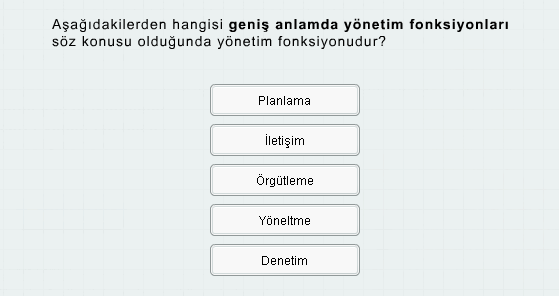 Aşağıdakilerden hangisi geniş anlamda yönetim fonksiyonları
söz konusu olduğunda yönetim fonksiyonudur?
Planlama
İletişim
Örgütleme
Yöneltme
Denetim